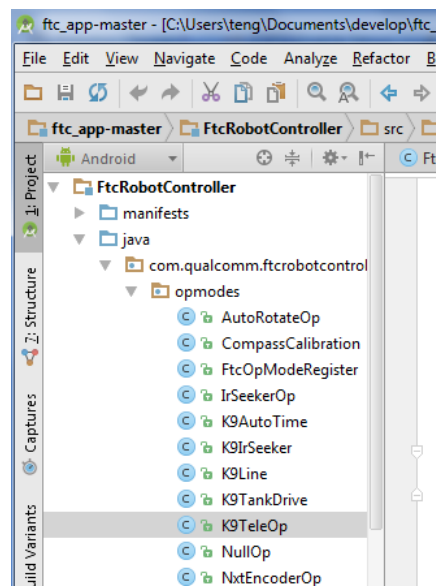 ftc_app-master - [C:\Users\teng\Documents\develop\ftc_
File Edit View Navigate Code Analyze Refactor B
ftc_app-master FtcRobotController src
1: Project
Android
C Ft
FtcRobotController
manifests
java
com.qualcomm.ftcrobotcontrol
opmodes
C AutoRotateOp
C CompassCalibration
C FtcOpModeRegister
C IrSeekerOp
C K9AutoTime
C K9IrSeeker
C K9Line
C K9TankDrive
C K9TeleOp
C NullOp
C NxtEncoderOp
7: Structure
Captures
uild Variants